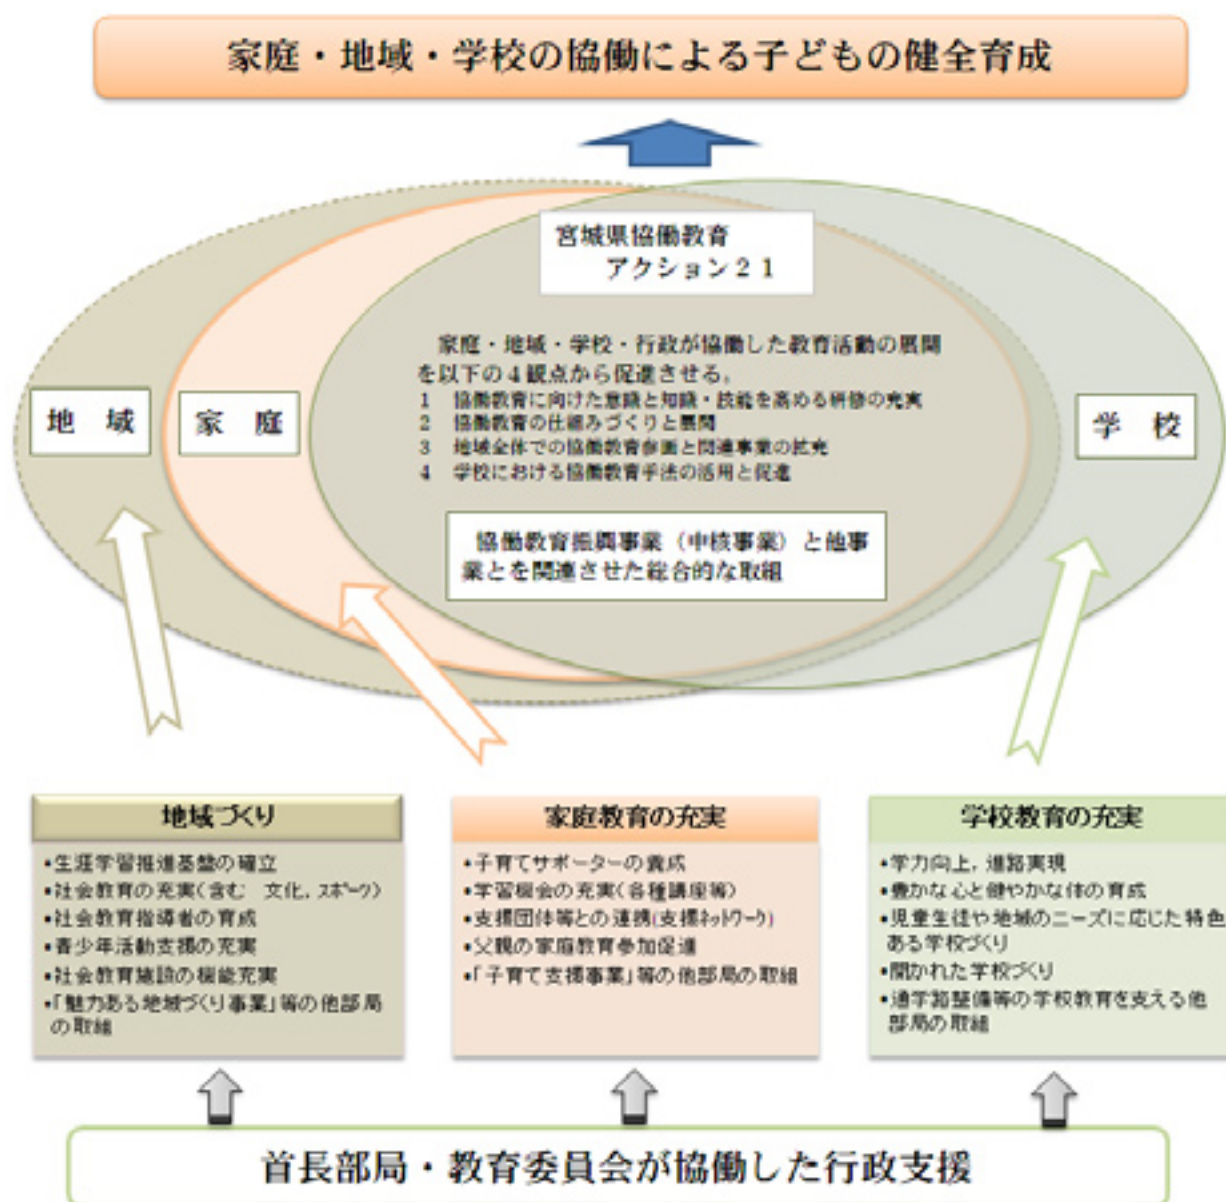 家庭・地域・学校の協働による子どもの健全育成
宮城県協働教育
アクション２１
家庭・地域・学校・行政が協働した教育活動の展開
を以下の４観点から促進させる。
1 協働教育に向けた意識と知識・技能を高める研修の充実
2 協働教育の仕組みづくりと展開
3 地域全体での協働教育参画と関連事業の拡充
4 学校における協働教育手法の活用と促進
地 域
家 庭
学 校
協働教育振興事業（中核事業）と他事
業とを関連させた総合的な取組
地域づくり
•生涯学習推進基盤の確立
•社会教育の充実(含む 文化, スポーツ)
•社会教育指導者の育成
•青少年活動支援の充実
•社会教育施設の機能充実
•「魅力ある地域づくり事業」等の他部局
の取組
家庭教育の充実
•子育てサポーターの養成
•学習機会の充実(各種講座等)
•支援団体等との連携(支援ネットワーク)
•父親の家庭教育参加促進
•「子育て支援事業」等の他部局の取組
学校教育の充実
•学力向上, 進路実現
•豊かな心と健やかな体の育成
•児童生徒や地域のニーズに応じた特色
ある学校づくり
•開かれた学校づくり
•通学路整備等の学校教育を支える他
部局の取組
首長部局・教育委員会が協働した行政支援